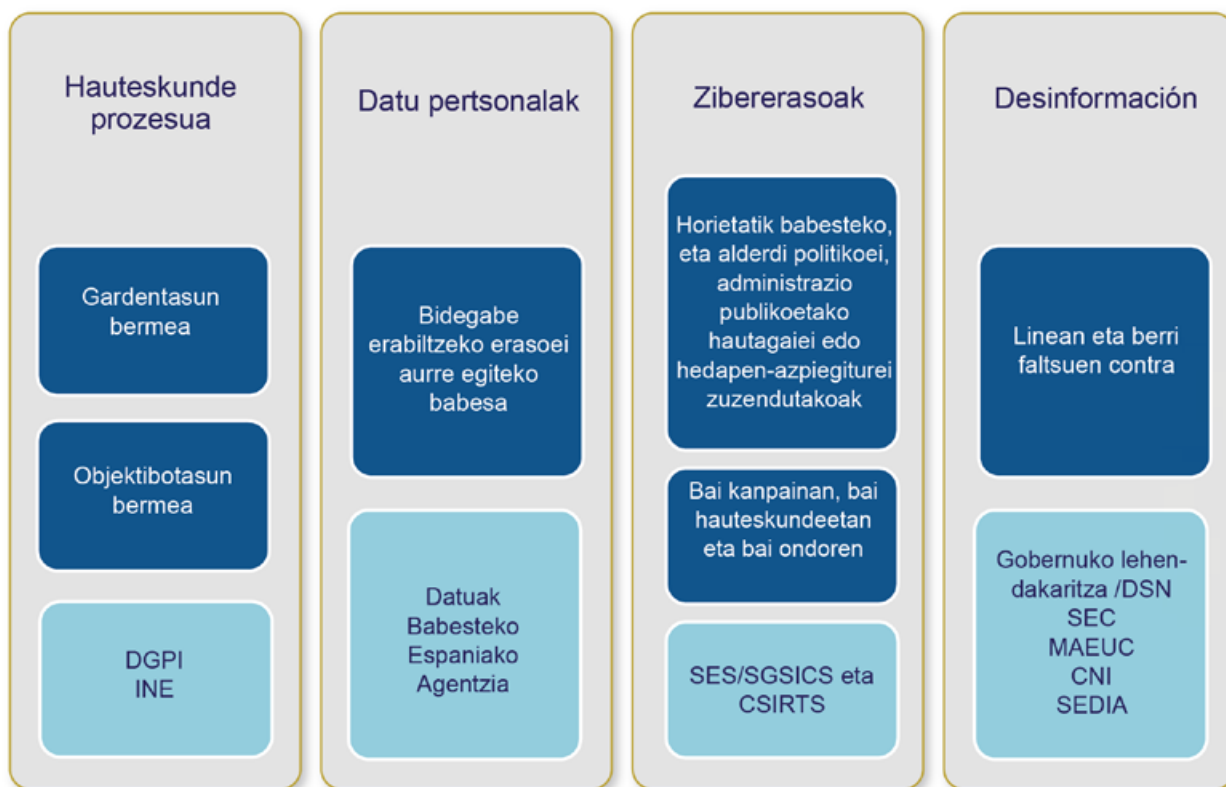 Hauteskunde
prozesua
Gardentasun
bermea
Objektibotasun
bermea
DGPI
INE
Datu pertsonalak
Bidegabe
erabiltzeko erasoei
aurre egiteko
babesa
Datuak
Babesteko
Espaniako
Agentzia
Zibererasoak
Horietatik babesteko,
eta alderdi politikoei,
administrazio
publikoetako
hautagaiei edo
hedapen-azpiegiturei
zuzendutakoak
Bai kanpainan, bai
hauteskundeetan
eta bai ondoren
SES/SGSICS eta
CSIRTS
Desinformación
Linean eta berri
faltsuen contra
Gobernuko lehen-
dakaritza /DSN
SEC
MAEUC
CNI
SEDIA